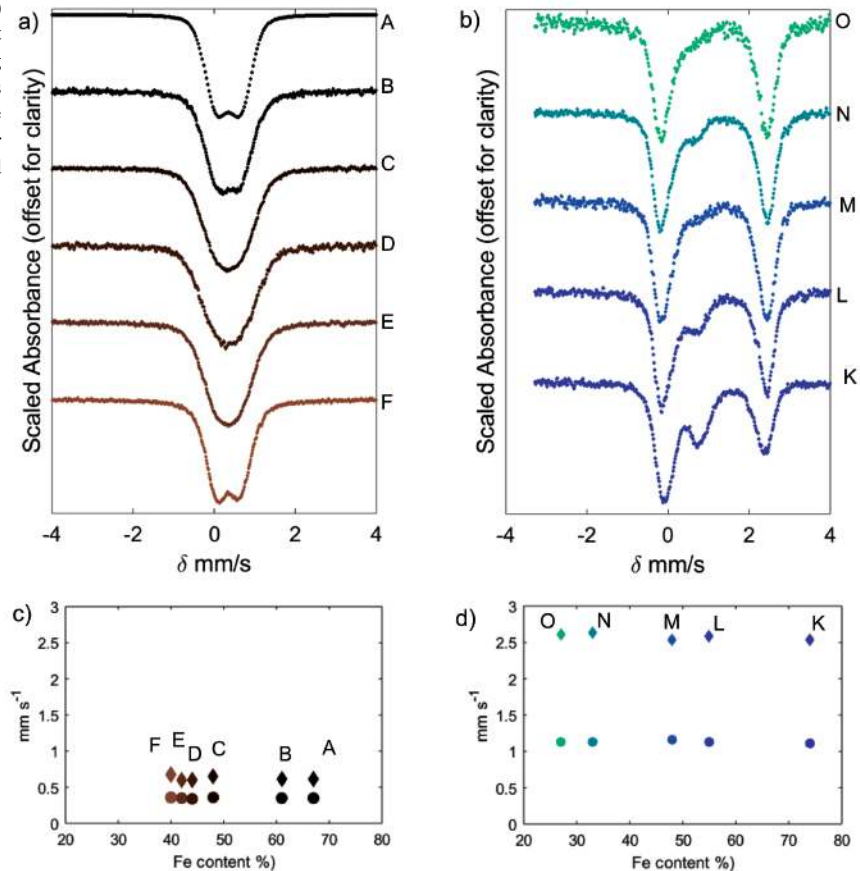 a)
Scaled Absorbance (offset for clarity)
A
B
C
D
E
F
-4
-2
0
2
4
δ mm/s
b)
Scaled Absorbance (offset for clarity)
O
N
M
L
K
-4
-2
0
2
4
δ mm/s
c)
mm s⁻¹
3
2.5
2
1.5
1
0.5
0
F E D C B A
20 30 40 50 60 70 80
Fe content %)
d)
mm s⁻¹
3
2.5
2
1.5
1
0.5
0
O N M L K
20 30 40 50 60 70 80
Fe content %)